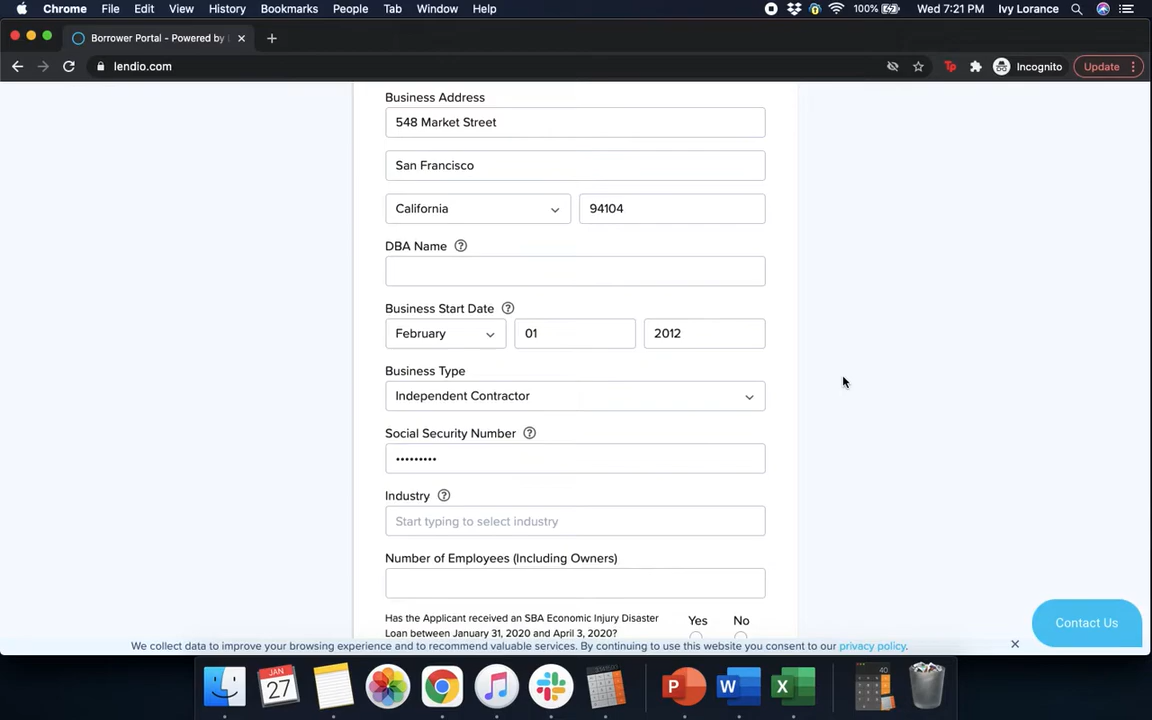 Chrome File Edit View History Bookmarks People Tab Window Help 100% Wed 7:21 PM Ivy Lorance
Borrower Portal - Powered by
lendio.com Incognito Update
Business Address
548 Market Street
San Francisco
California 94104
DBA Name ?
Business Start Date ?
February 01 2012
Business Type
Independent Contractor
Social Security Number ?
•••••••••
Industry ?
Start typing to select industry
Number of Employees (Including Owners)
Has the Applicant received an SBA Economic Injury Disaster Yes No
Loan between January 31, 2020 and April 3, 2020?
Contact Us
We collect data to improve your browsing experience and to recommend valuable services. By continuing to use this website you consent to our privacy policy.
JAN
27
P W X 40